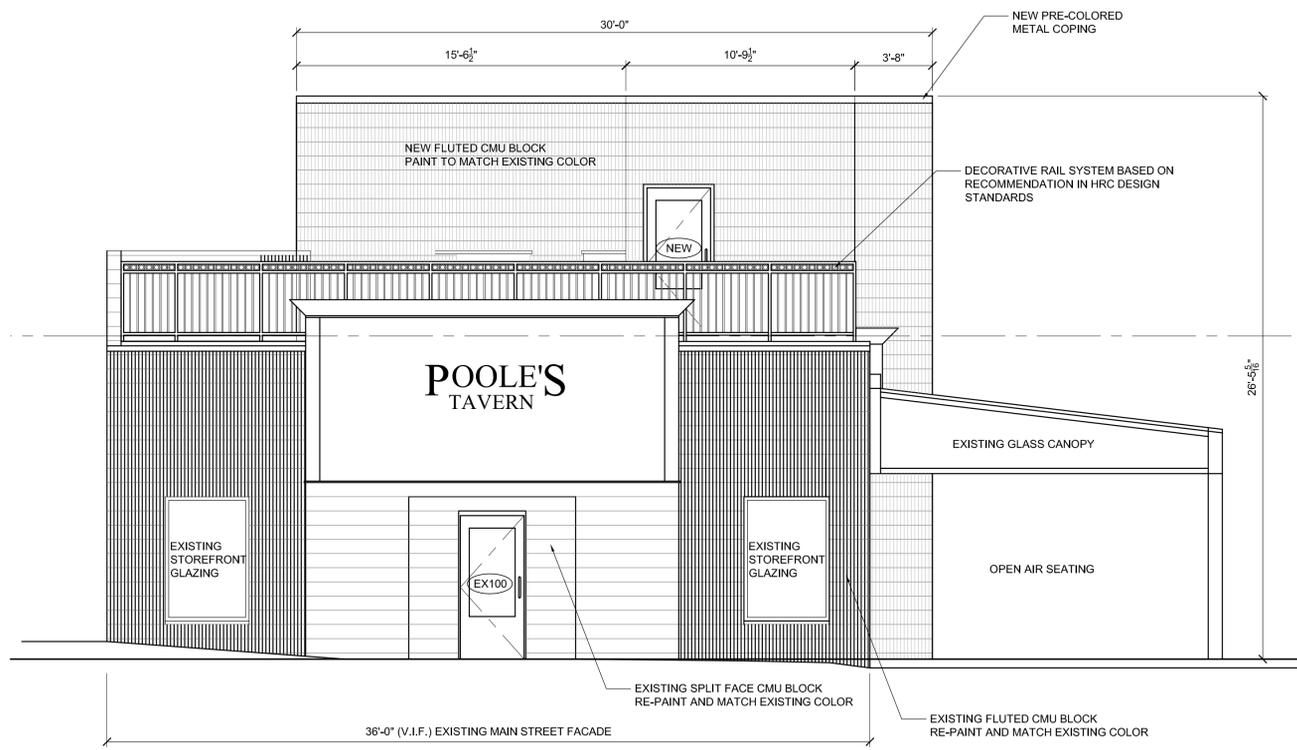 30'-0"
NEW PRE-COLORED
METAL COPING
15'-6½"
10'-9½"
3'-8"
NEW FLUTED CMU BLOCK
PAINT TO MATCH EXISTING COLOR
DECORATIVE RAIL SYSTEM BASED ON
RECOMMENDATION IN HRC DESIGN
STANDARDS
NEW
26'-5 5/16"
POOLE'S
TAVERN
EXISTING GLASS CANOPY
EXISTING
STOREFRONT
GLAZING
EX100
EXISTING
STOREFRONT
GLAZING
OPEN AIR SEATING
EXISTING SPLIT FACE CMU BLOCK
RE-PAINT AND MATCH EXISTING COLOR
EXISTING FLUTED CMU BLOCK
RE-PAINT AND MATCH EXISTING COLOR
36'-0" (V.I.F.) EXISTING MAIN STREET FACADE